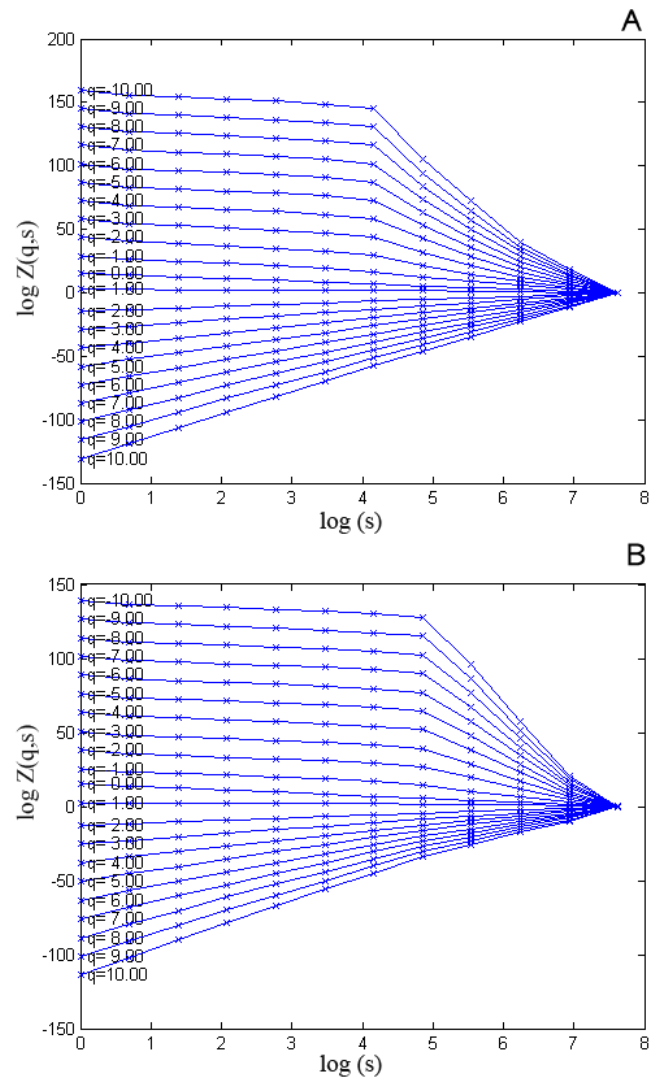 A
200
q=-10.00
150
q=-9.00
q=-8.00
q=-7.00
q=-6.00
100
q=-5.00
q=-4.00
q=-3.00
50
q=-2.00
q=-1.00
q= 0.00
q= 1.00
0
q= 2.00
q= 3.00
q= 4.00
-50
q= 5.00
q= 6.00
q= 7.00
-100
q= 8.00
q= 9.00
q=10.00
-150
log Z(q,s)
0 1 2 3 4 5 6 7 8
log (s)
B
150
q=-10.00
q=-9.00
q=-8.00
q=-7.00
100
q=-6.00
q=-5.00
q=-4.00
q=-3.00
50
q=-2.00
q=-1.00
q= 0.00
q= 1.00
0
q= 2.00
q= 3.00
q= 4.00
-50
q= 5.00
q= 6.00
q= 7.00
q= 8.00
-100
q= 9.00
q=10.00
-150
log Z(q,s)
0 1 2 3 4 5 6 7 8
log (s)